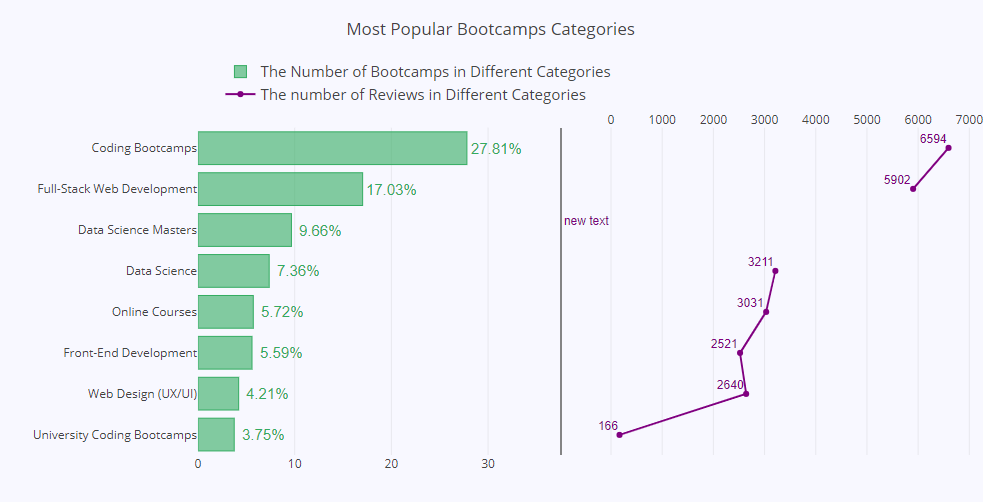 Most Popular Bootcamps Categories
The Number of Bootcamps in Different Categories
The number of Reviews in Different Categories
0 1000 2000 3000 4000 5000 6000 7000
Coding Bootcamps 27.81% 6594
Full-Stack Web Development 17.03% 5902
Data Science Masters 9.66% new text
Data Science 7.36% 3211
Online Courses 5.72% 3031
Front-End Development 5.59% 2521
Web Design (UX/UI) 4.21% 2640
University Coding Bootcamps 3.75% 166
0 10 20 30